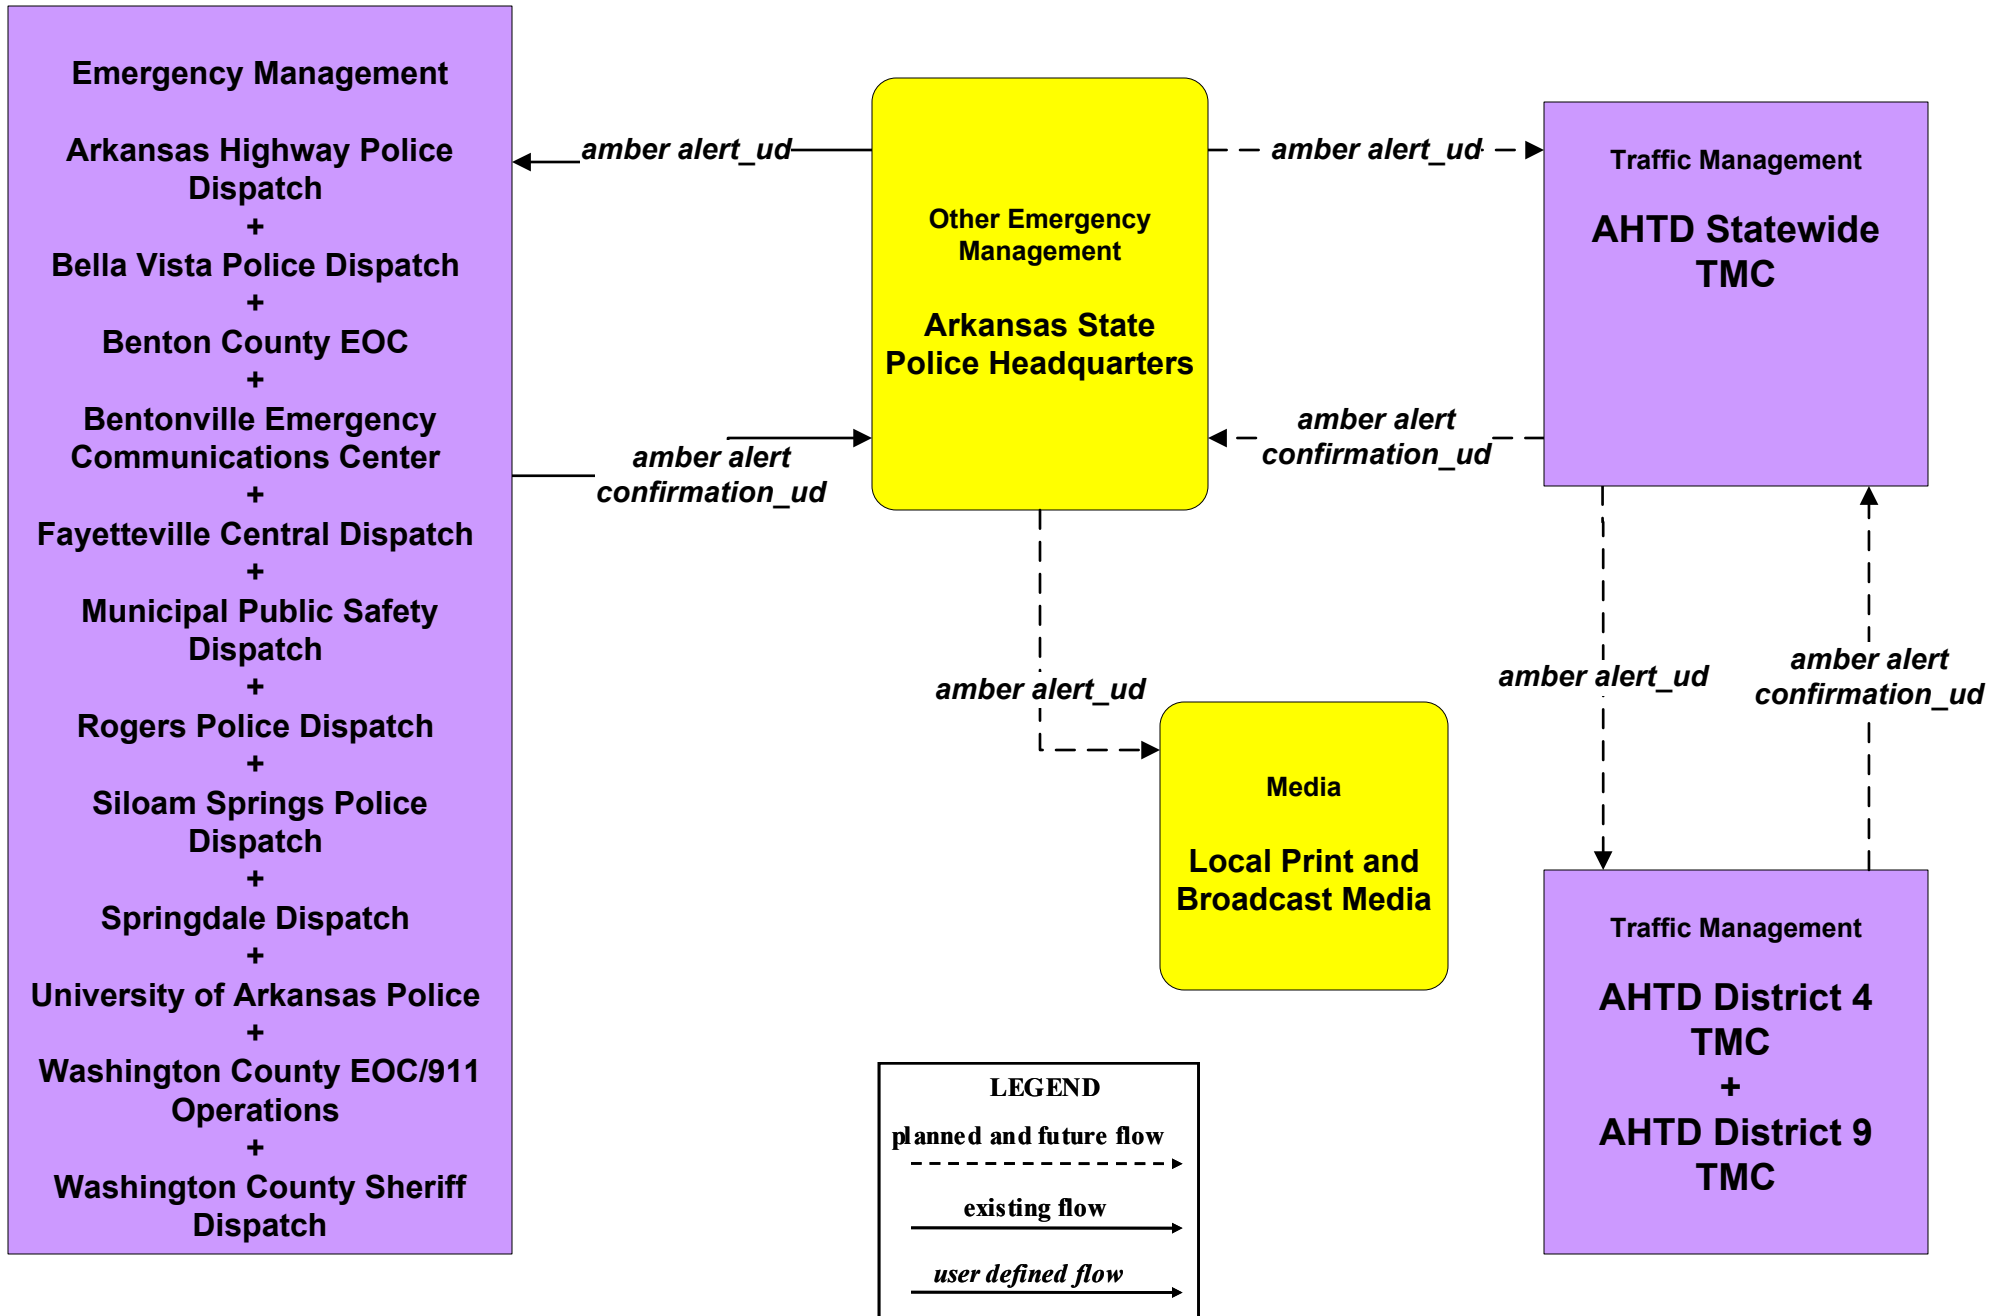 Emergency Management
Arkansas Highway Police
Dispatch
+
Bella Vista Police Dispatch
+
Benton County EOC
+
Bentonville Emergency
Communications Center
+
Fayetteville Central Dispatch
+
Municipal Public Safety
Dispatch
+
Rogers Police Dispatch
+
Siloam Springs Police
Dispatch
+
Springdale Dispatch
+
University of Arkansas Police
+
Washington County EOC/911
Operations
+
Washington County Sheriff
Dispatch
amber alert_ud
amber alert
confirmation_ud
Other Emergency
Management
Arkansas State
Police Headquarters
amber alert_ud
amber alert
confirmation_ud
Traffic Management
AHTD Statewide
TMC
amber alert_ud
Media
Local Print and
Broadcast Media
amber alert_ud
amber alert
confirmation_ud
Traffic Management
AHTD District 4
TMC
+
AHTD District 9
TMC
LEGEND
planned and future flow
existing flow
user defined flow